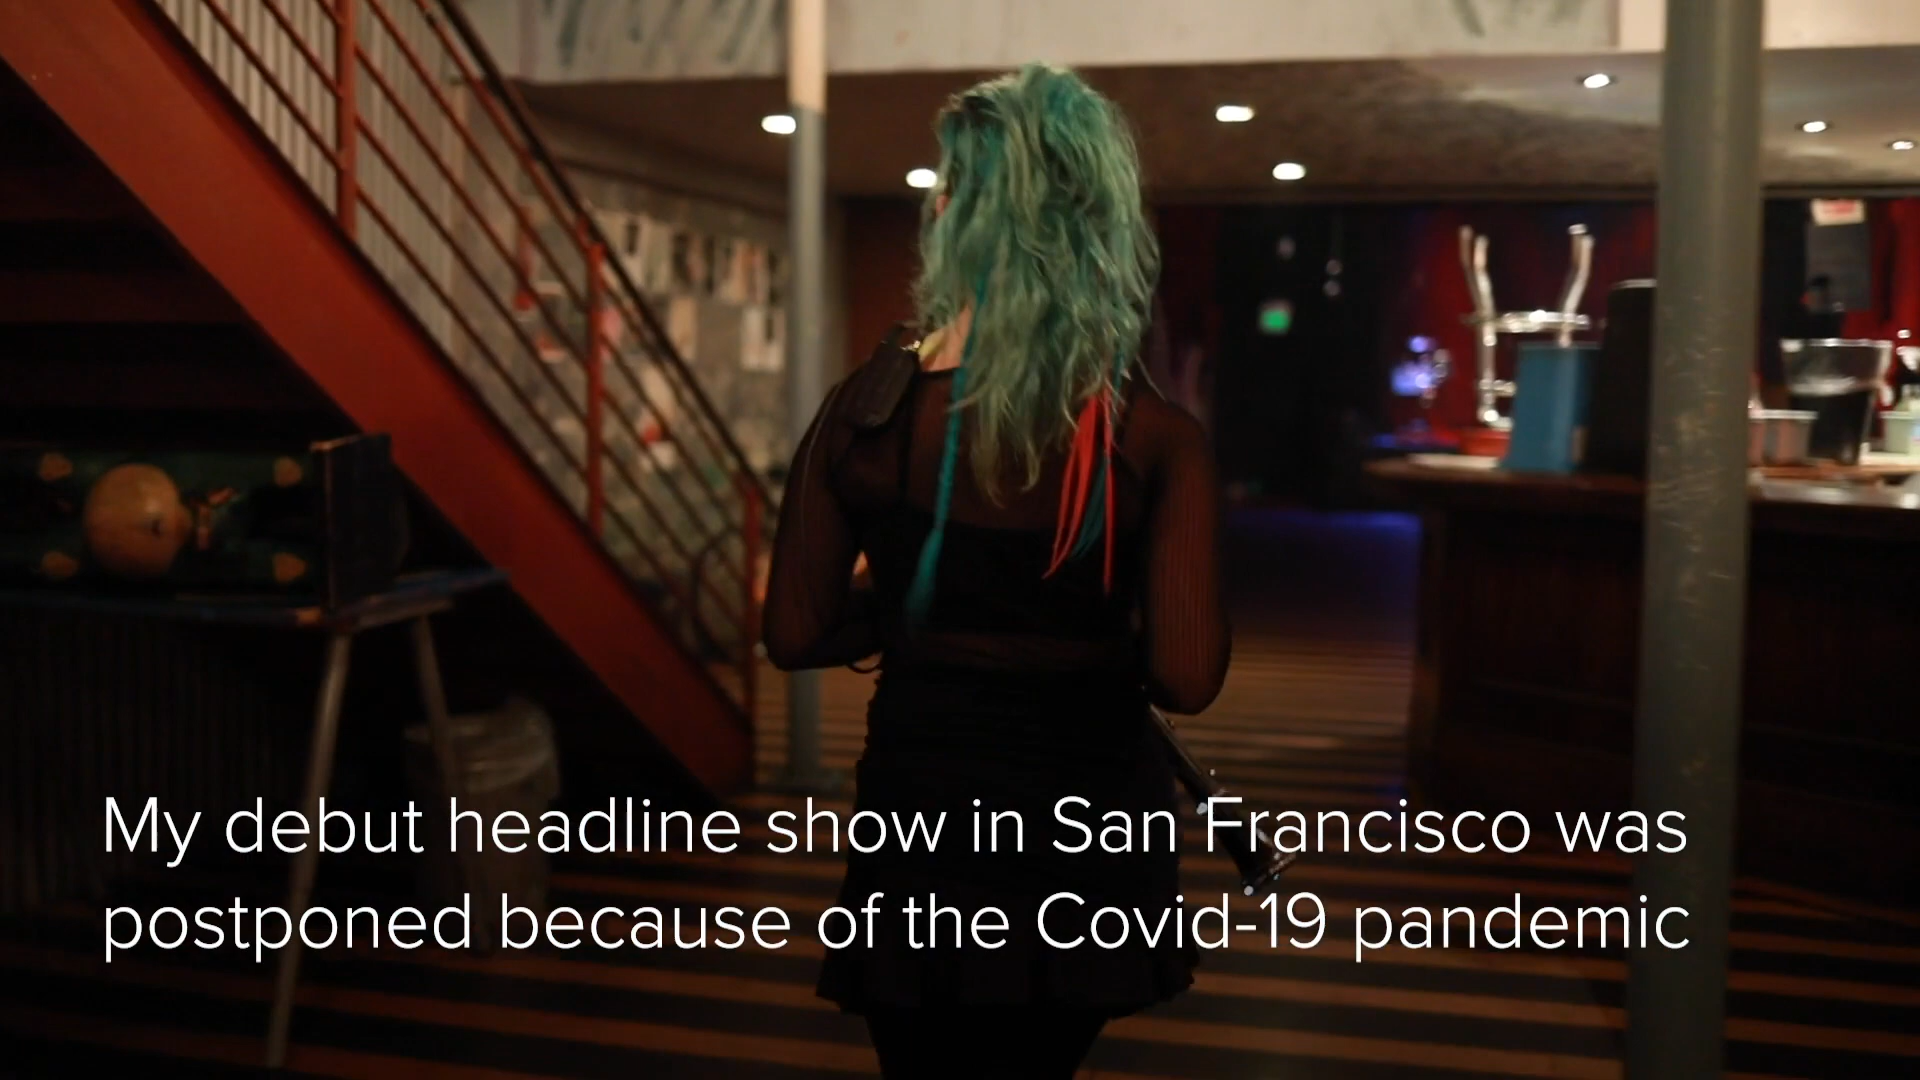 My debut headline show in San Francisco was
postponed because of the Covid-19 pandemic